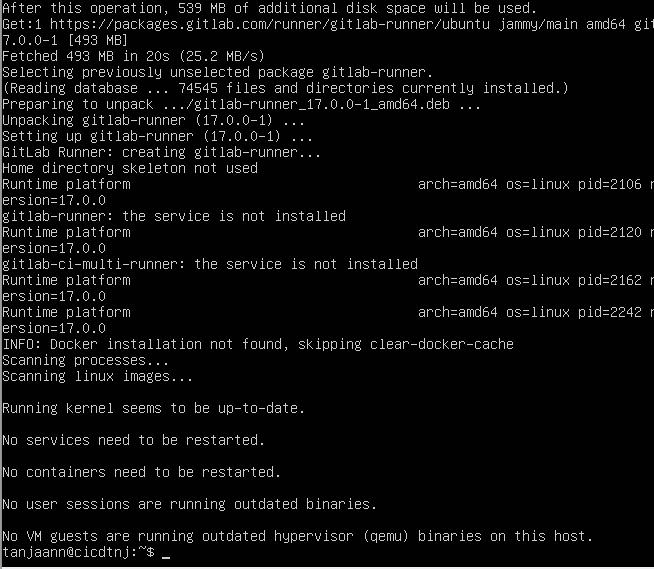 After this operation, 539 MB of additional disk space will be used.
Get:1 https://packages.gitlab.com/runner/gitlab-runner/ubuntu jammy/main amd64 git
7.0.0-1 [493 MB]
Fetched 493 MB in 20s (25.2 MB/s)
Selecting previously unselected package gitlab-runner.
(Reading database ... 74545 files and directories currently installed.)
Preparing to unpack .../gitlab-runner_17.0.0-1_amd64.deb ...
Unpacking gitlab-runner (17.0.0-1) ...
Setting up gitlab-runner (17.0.0-1) ...
GitLab Runner: creating gitlab-runner...
Home directory skeleton not used
Runtime platform arch=amd64 os=linux pid=2106 r
ersion=17.0.0
gitlab-runner: the service is not installed
Runtime platform arch=amd64 os=linux pid=2120 r
ersion=17.0.0
gitlab-ci-multi-runner: the service is not installed
Runtime platform arch=amd64 os=linux pid=2162 r
ersion=17.0.0
Runtime platform arch=amd64 os=linux pid=2242 r
ersion=17.0.0
INFO: Docker installation not found, skipping clear-docker-cache
Scanning processes...
Scanning linux images...
Running kernel seems to be up-to-date.
No services need to be restarted.
No containers need to be restarted.
No user sessions are running outdated binaries.
No VM guests are running outdated hypervisor (qemu) binaries on this host.
tanjaann@cicdtnj:~$ _